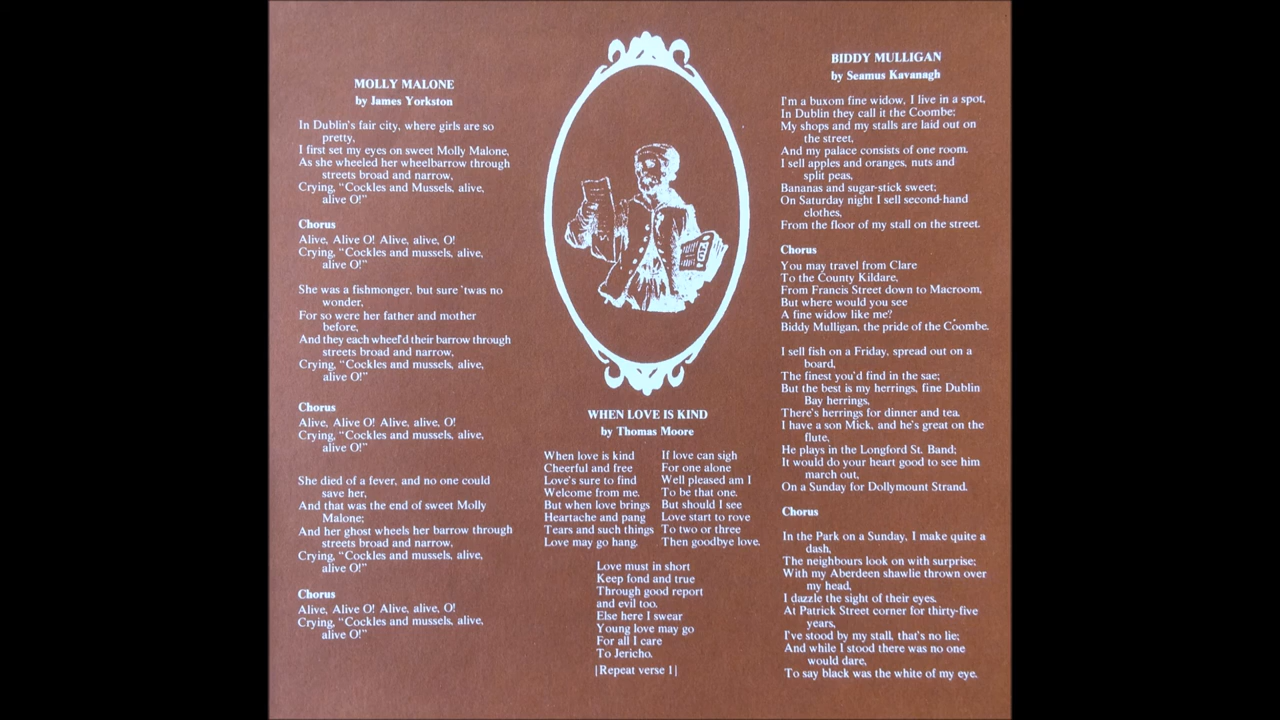 MOLLY MALONE
by James Yorkston
In Dublin's fair city, where girls are so
pretty,
I first set my eyes on sweet Molly Malone,
As she wheeled her wheelbarrow through
streets broad and narrow,
Crying, "Cockles and Mussels, alive,
alive O!"
Chorus
Alive, Alive O! Alive, alive, O!
Crying, "Cockles and mussels, alive,
alive O!"
She was a fishmonger, but sure 'twas no
wonder,
For so were her father and mother
before,
And they each wheel'd their barrow through
streets broad and narrow,
Crying, "Cockles and mussels, alive,
alive O!"
Chorus
Alive, Alive O! Alive, alive, O!
Crying, "Cockles and mussels, alive,
alive O!"
She died of a fever, and no one could
save her,
And that was the end of sweet Molly
Malone;
And her ghost wheels her barrow through
streets broad and narrow,
Crying, "Cockles and mussels, alive,
alive O!"
Chorus
Alive, Alive O! Alive, alive, O!
Crying, "Cockles and mussels, alive,
alive O!"
WHEN LOVE IS KIND
by Thomas Moore
When love is kind
Cheerful and free
Love's sure to find
Welcome from me.
But when love brings
Heartache and pang
Tears and such things
Love may go hang.
If love can sigh
For one alone
Well pleased am I
To be that one.
But should I see
Love start to rove
To two or three
Then goodbye love.
Love must in short
Keep fond and true
Through good report
and evil too.
Else here I swear
Young love may go
For all I care
To Jericho.
[Repeat verse 1]
BIDDY MULLIGAN
by Seamus Kavanagh
I'm a buxom fine widow, I live in a spot,
In Dublin they call it the Coombe;
My shops and my stalls are laid out on
the street,
And my palace consists of one room.
I sell apples and oranges, nuts and
split peas,
Bananas and sugar-stick sweet;
On Saturday night I sell second-hand
clothes,
From the floor of my stall on the street.
Chorus
You may travel from Clare
To the County Kildare,
From Francis Street down to Macroom,
But where would you see
A fine widow like me?
Biddy Mulligan, the pride of the Coombe.
I sell fish on a Friday, spread out on a
board,
The finest you'd find in the sae;
But the best is my herrings, fine Dublin
Bay herrings,
There's herrings for dinner and tea.
I have a son Mick, and he's great on the
flute,
He plays in the Longford St. Band;
It would do your heart good to see him
march out,
On a Sunday for Dollymount Strand.
Chorus
In the Park on a Sunday, I make quite a
dash,
The neighbours look on with surprise;
With my Aberdeen shawlie thrown over
my head,
I dazzle the sight of their eyes.
At Patrick Street corner for thirty-five
years,
I've stood by my stall, that's no lie;
And while I stood there was no one
would dare,
To say black was the white of my eye.